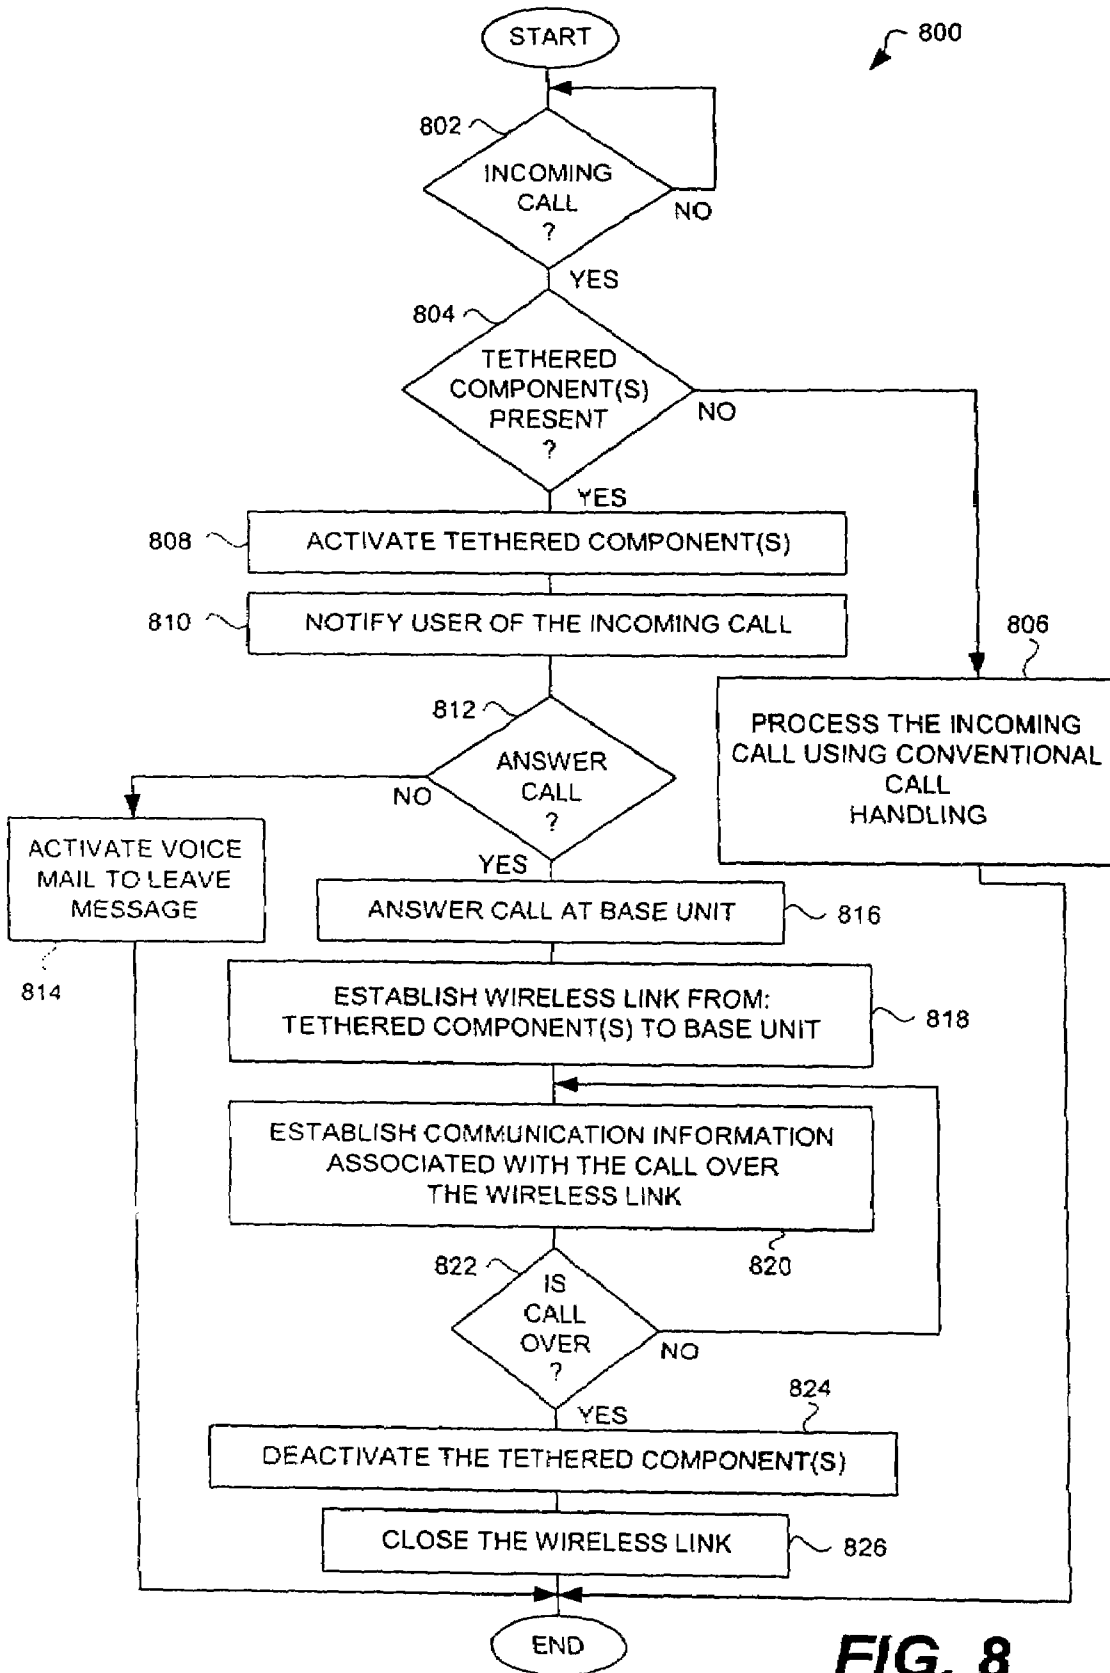 START
800
802
INCOMING
CALL
?
NO
YES
804
TETHERED
COMPONENT(S)
PRESENT
?
NO
YES
808
ACTIVATE TETHERED COMPONENT(S)
810
NOTIFY USER OF THE INCOMING CALL
806
PROCESS THE INCOMING
CALL USING CONVENTIONAL
CALL
HANDLING
812
ANSWER
CALL
?
NO
YES
ACTIVATE VOICE
MAIL TO LEAVE
MESSAGE
814
ANSWER CALL AT BASE UNIT
816
ESTABLISH WIRELESS LINK FROM:
TETHERED COMPONENT(S) TO BASE UNIT
818
ESTABLISH COMMUNICATION INFORMATION
ASSOCIATED WITH THE CALL OVER
THE WIRELESS LINK
820
822
IS
CALL
OVER
?
NO
YES
824
DEACTIVATE THE TETHERED COMPONENT(S)
CLOSE THE WIRELESS LINK
826
END
FIG. 8